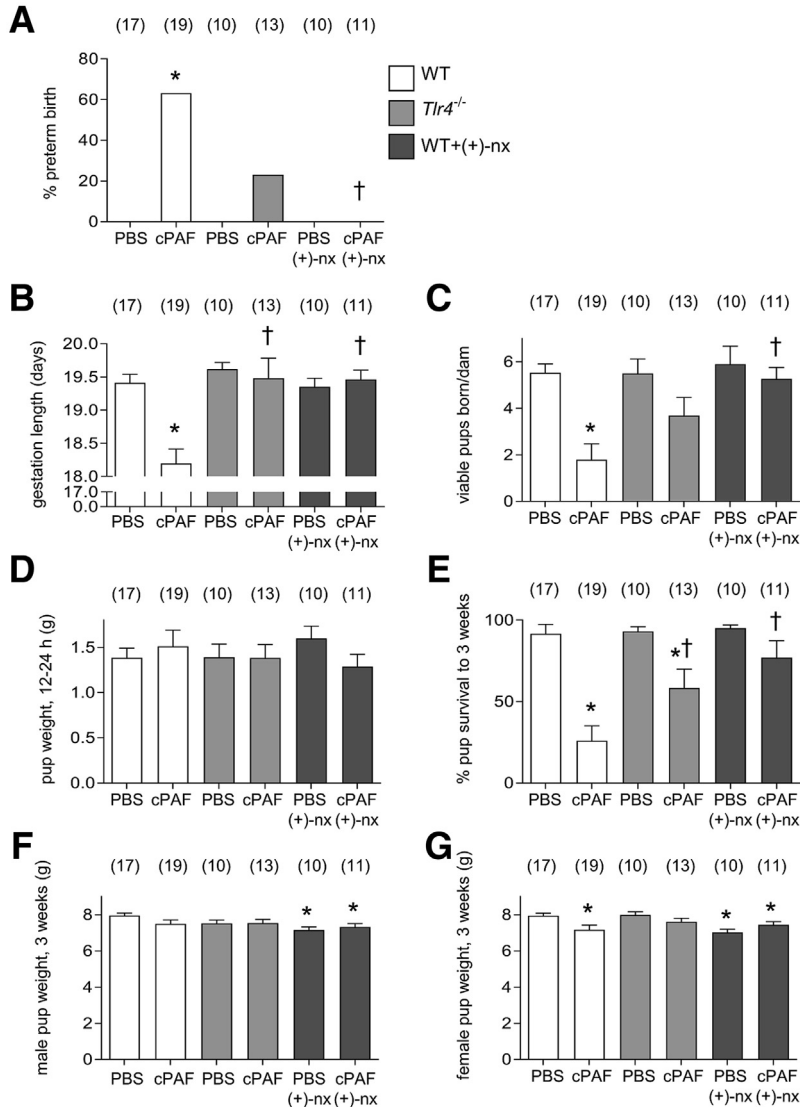 A
(17) (19) (10) (13) (10) (11)
% preterm birth
80
60
40
20
0
*
†
PBS cPAF PBS cPAF PBS cPAF
(+)-nx (+)-nx
WT
Tlr4-/-
WT+(+)-nx
B
(17) (19) (10) (13) (10) (11)
gestation length (days)
20.0
19.5
18.5
18.0
17.0
0.0
*
†
†
PBS cPAF PBS cPAF PBS cPAF
(+)-nx (+)-nx
C
(17) (19) (10) (13) (10) (11)
viable pups born/dam
6
4
2
0
*
†
PBS cPAF PBS cPAF PBS cPAF
(+)-nx (+)-nx
D
(17) (19) (10) (13) (10) (11)
pup weight, 12-24 h (g)
1.5
1.0
0.5
0.0
PBS cPAF PBS cPAF PBS cPAF
(+)-nx (+)-nx
E
(17) (19) (10) (13) (10) (11)
% pup survival to 3 weeks
100
50
0
*
*†
†
PBS cPAF PBS cPAF PBS cPAF
(+)-nx (+)-nx
F
(17) (19) (10) (13) (10) (11)
male pup weight, 3 weeks (g)
8
6
4
2
0
* *
PBS cPAF PBS cPAF PBS cPAF
(+)-nx (+)-nx
G
(17) (19) (10) (13) (10) (11)
female pup weight, 3 weeks (g)
8
6
4
2
0
* * *
PBS cPAF PBS cPAF PBS cPAF
(+)-nx (+)-nx